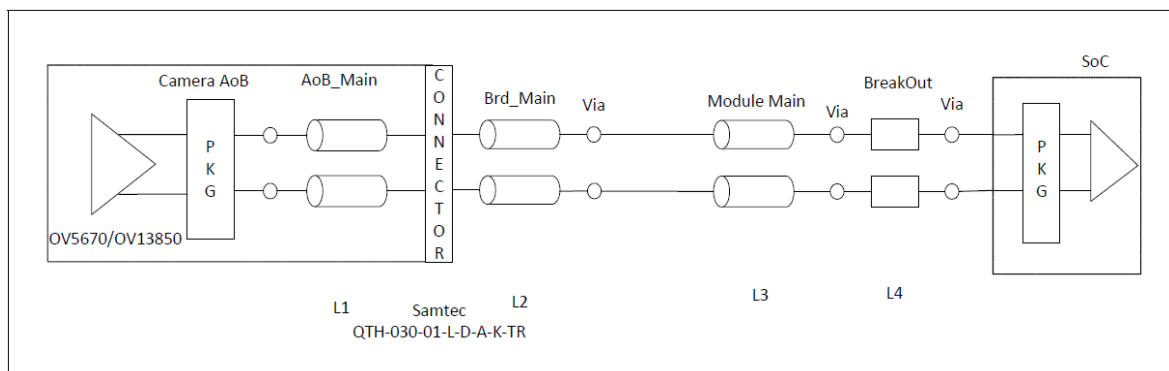 SoC
Camera AoB
AoB_Main
C
O
N
N
E
C
T
O
R
Brd_Main
Via
Module Main
Via
BreakOut
Via
P
K
G
P
K
G
OV5670/OV13850
L1
Samtec
QTH-030-01-L-D-A-K-TR
L2
L3
L4